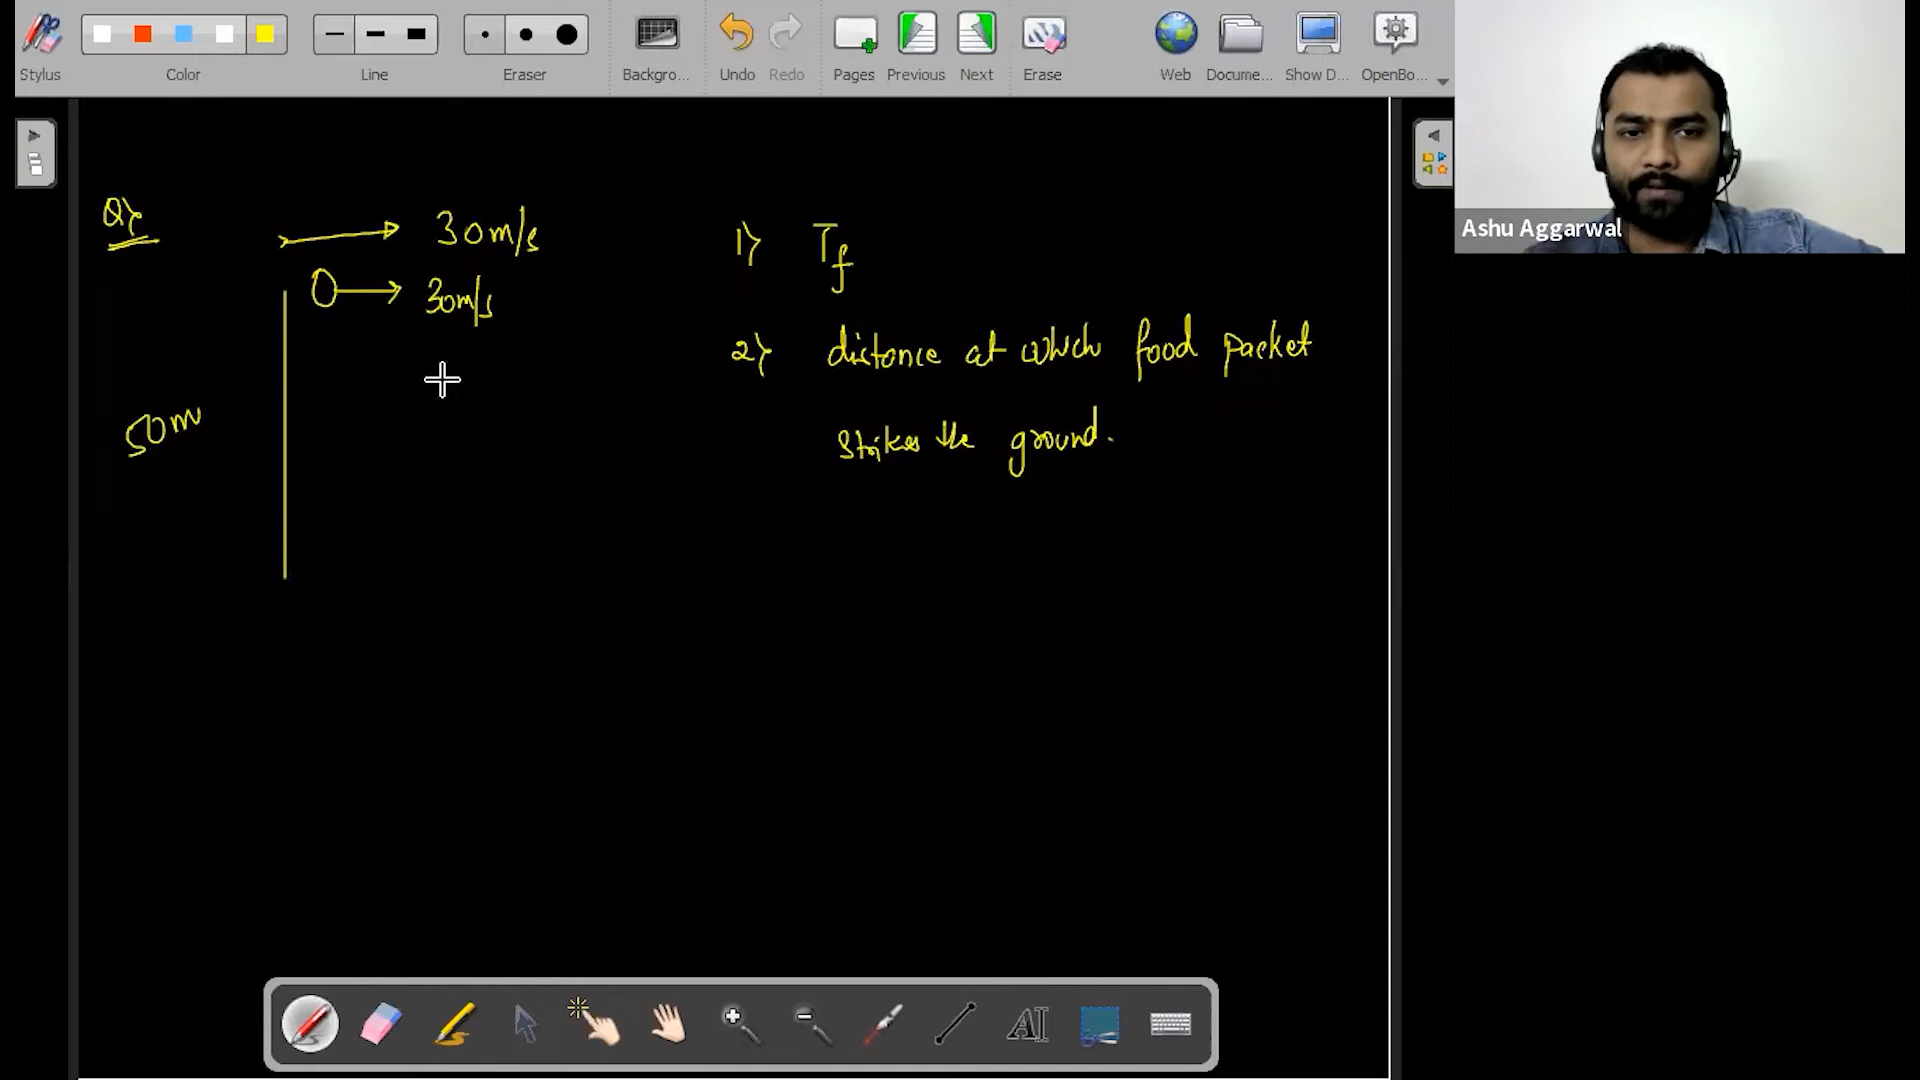 Stylus
Color
Line
Eraser
Backgro...
Undo
Redo
Pages
Previous
Next
Erase
Web
Docume...
Show D...
OpenBo...
Ashu Aggarwal
Q>
30m/s
30m/s
50m
1> Tf
2> distance at which food packet
strikes the ground.
AI